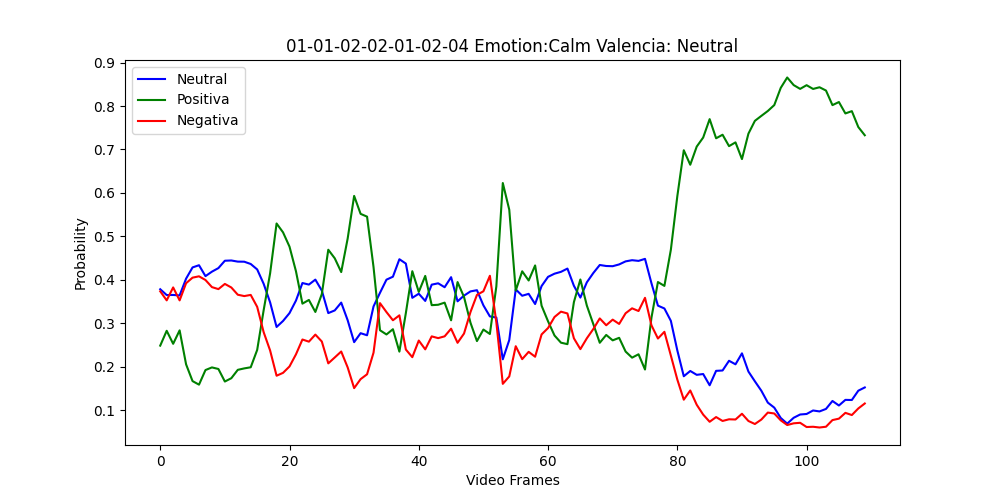 01-01-02-02-01-02-04 Emotion:Calm Valencia: Neutral
Neutral
Positiva
Negativa
Probability
0.9
0.8
0.7
0.6
0.5
0.4
0.3
0.2
0.1
0 20 40 60 80 100
Video Frames